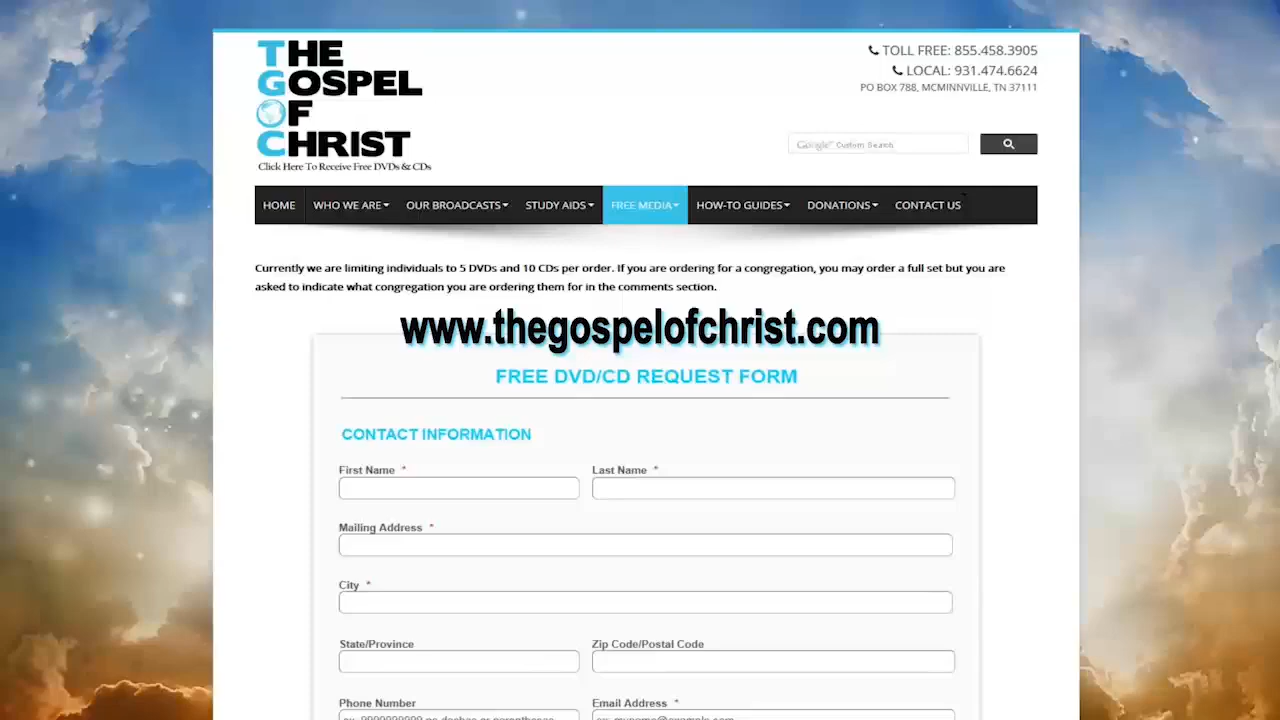 THE
GOSPEL
OF
CHRIST
Click Here To Receive Free DVDs & CDs
TOLL FREE: 855.458.3905
LOCAL: 931.474.6624
PO BOX 788, MCMINNVILLE, TN 37111
Google Custom Search
HOME WHO WE ARE OUR BROADCASTS STUDY AIDS FREE MEDIA HOW-TO GUIDES DONATIONS CONTACT US
Currently we are limiting individuals to 5 DVDs and 10 CDs per order. If you are ordering for a congregation, you may order a full set but you are
asked to indicate what congregation you are ordering them for in the comments section.
www.thegospelofchrist.com
FREE DVD/CD REQUEST FORM
CONTACT INFORMATION
First Name * Last Name *
Mailing Address *
City *
State/Province Zip Code/Postal Code
Phone Number Email Address *